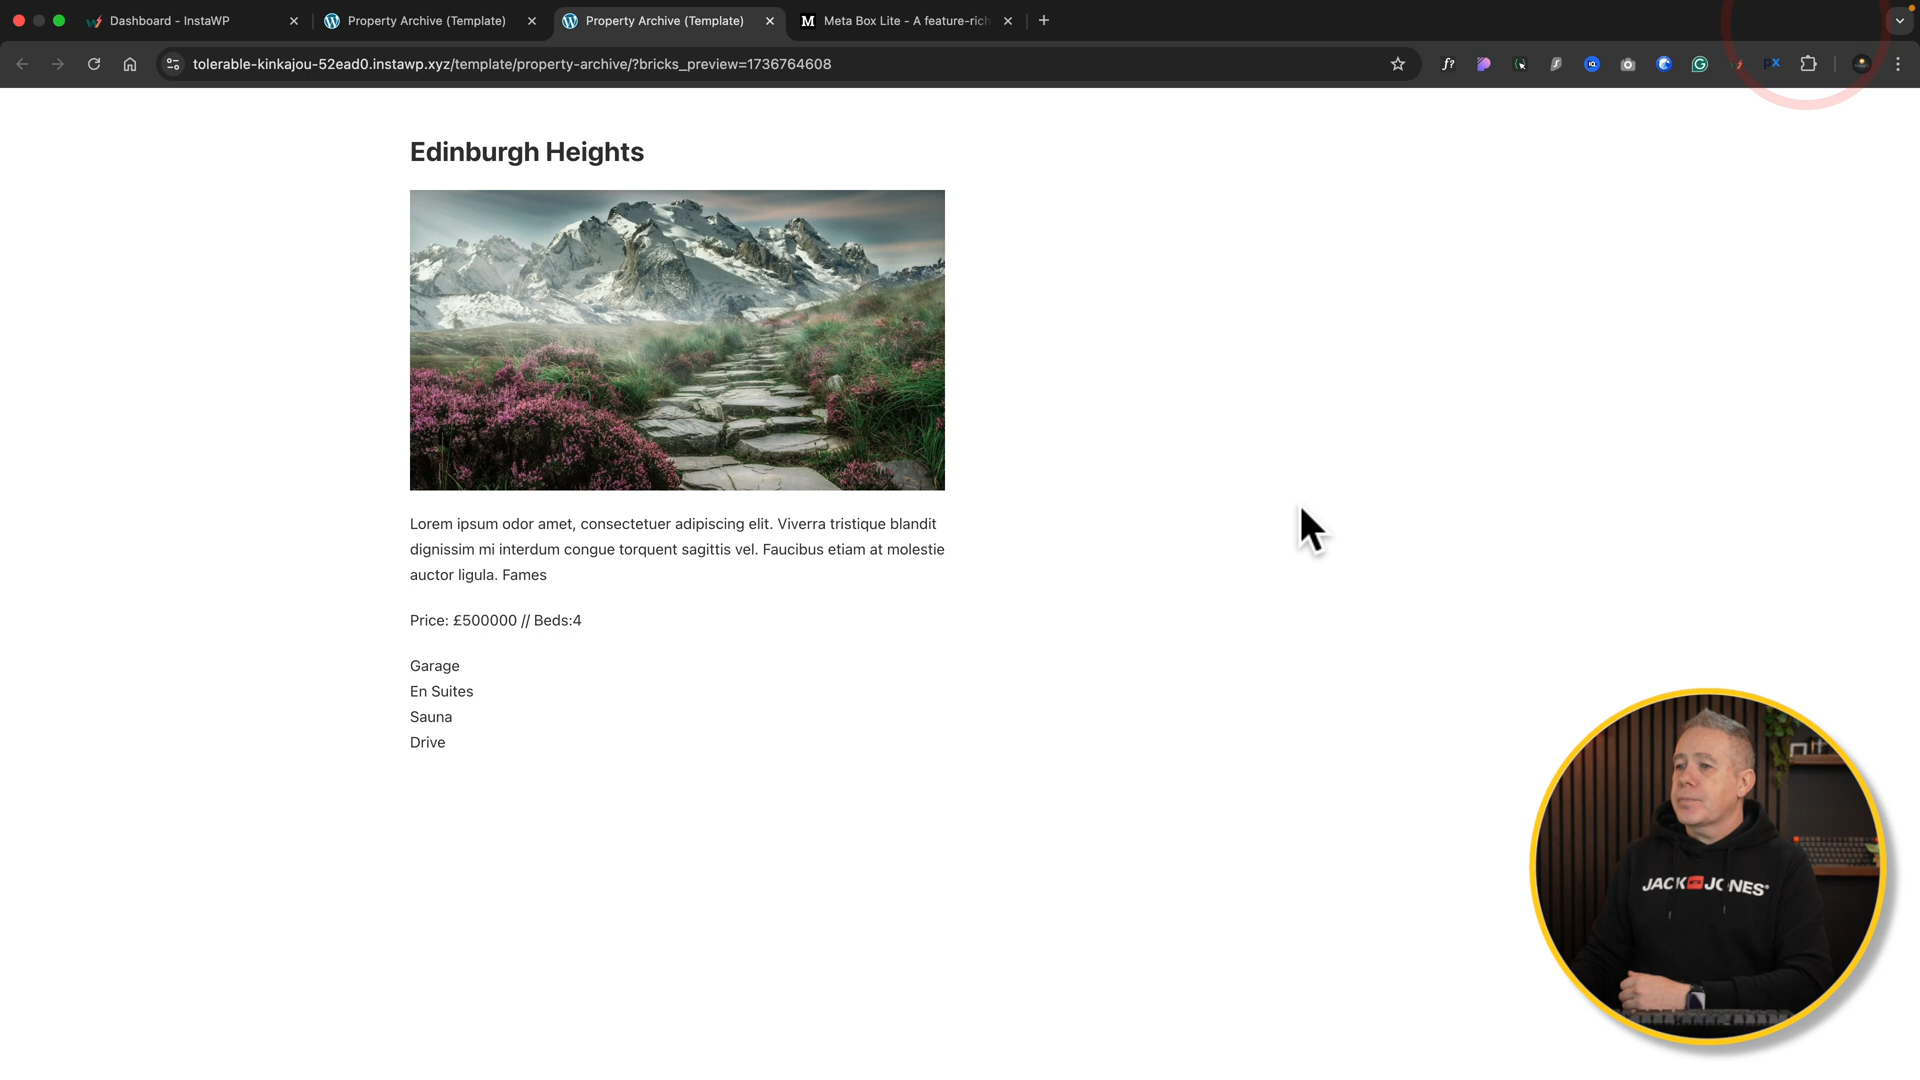 Dashboard - InstaWP
Property Archive (Template)
Property Archive (Template)
Meta Box Lite - A feature-rich
tolerable-kinkajou-52ead0.instawp.xyz/template/property-archive/?bricks_preview=1736764608
Edinburgh Heights
Lorem ipsum odor amet, consectetuer adipiscing elit. Viverra tristique blandit
dignissim mi interdum congue torquent sagittis vel. Faucibus etiam at molestie
auctor ligula. Fames
Price: £500000 // Beds:4
Garage
En Suites
Sauna
Drive
JACK JONES